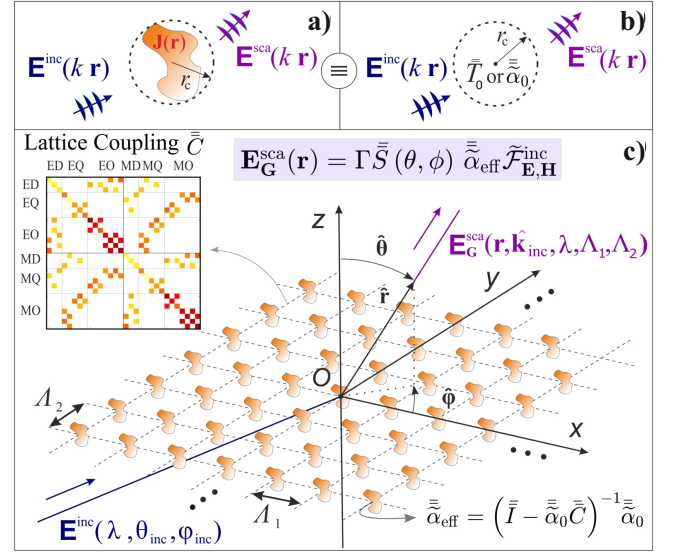 a)
J(r)
r_c
E^inc(k r)
E^sca(k r)
≡
b)
r_c
T̿_0 or α̿̃_0
E^inc(k r)
E^sca(k r)
Lattice Coupling C̿
ED EQ EO MD MQ MO
ED
EQ
EO
MD
MQ
MO
E_G^sca(r) = Γ S̿(θ, ϕ) α̿̃_eff F̃_{E,H}^inc
c)
z
θ̂
E_G^sca(r, k̂_inc, λ, Λ_1, Λ_2)
r̂
y
O
φ̂
x
Λ_2
Λ_1
E^inc(λ, θ_inc, φ_inc)
α̿̃_eff = (I̿ − α̿̃_0 C̿)^−1 α̿̃_0